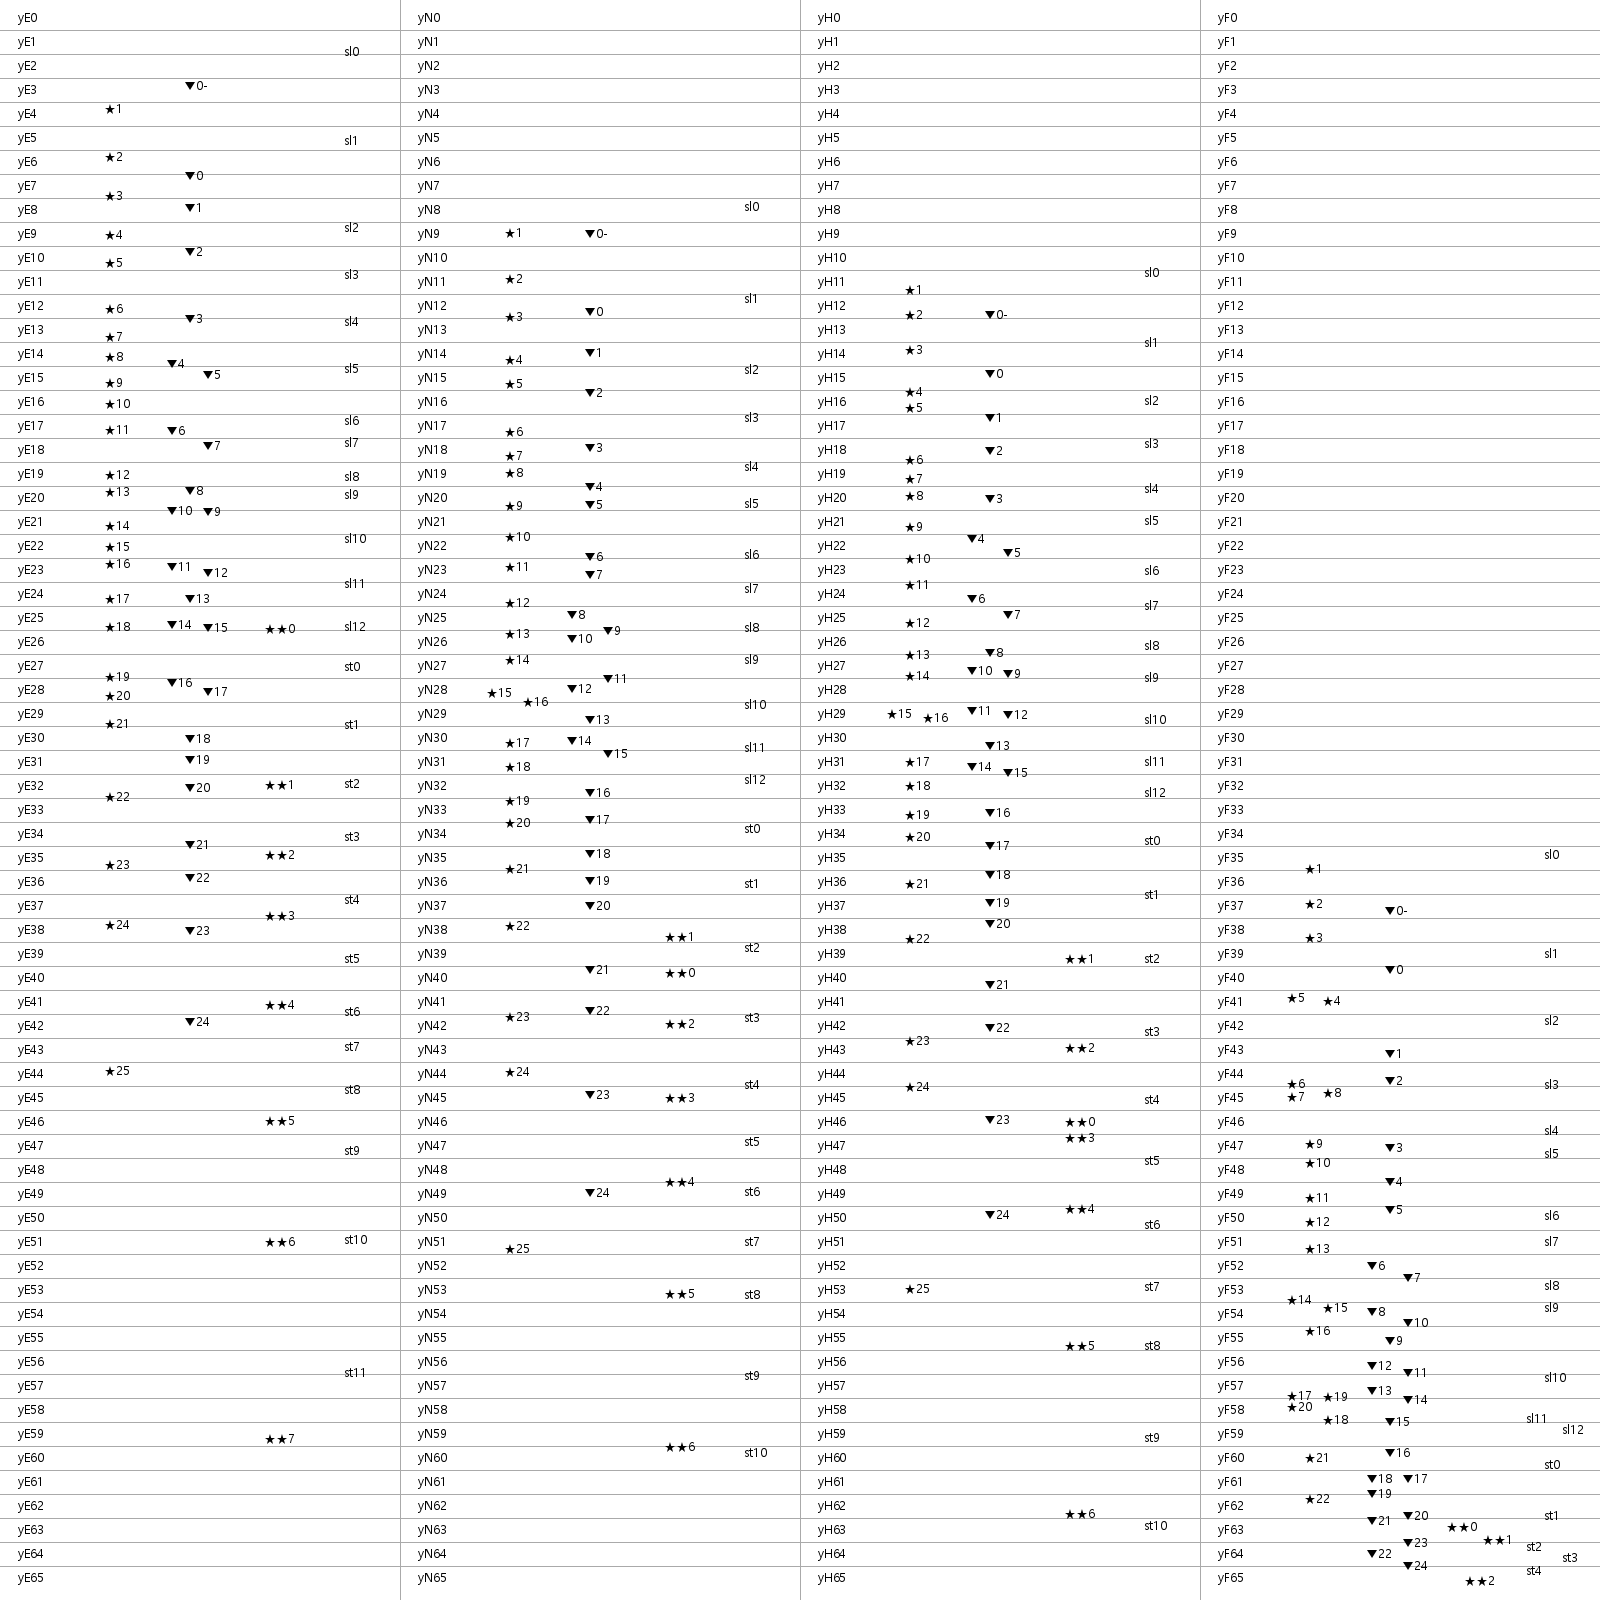 yE0
yE1 sl0
yE2
yE3 ▼0-
yE4 ★1
yE5 sl1
yE6 ★2
yE7 ★3 ▼0
yE8 ▼1
yE9 ★4 sl2
yE10 ★5 ▼2
yE11 sl3
yE12 ★6
yE13 ★7 ▼3 sl4
yE14 ★8 ▼4
yE15 ★9 ▼5 sl5
yE16 ★10
yE17 ★11 ▼6 sl6
yE18 ▼7 sl7
yE19 ★12 sl8
yE20 ★13 ▼8 ▼10 sl9
yE21 ★14 ▼9
yE22 ★15 sl10
yE23 ★16 ▼11 ▼12
yE24 ★17 ▼13 sl11
yE25 ★18 ▼14 ▼15 ★★0 sl12
yE26
yE27 ★19 st0
yE28 ★20 ▼16 ▼17
yE29 ★21 st1
yE30 ▼18
yE31 ▼19
yE32 ★22 ▼20 ★★1 st2
yE33
yE34 st3
yE35 ★23 ▼21 ★★2
yE36 ▼22
yE37 ★★3 st4
yE38 ★24 ▼23
yE39 st5
yE40
yE41 ★★4 st6
yE42 ▼24
yE43 st7
yE44 ★25
yE45 st8
yE46 ★★5
yE47 st9
yE48
yE49
yE50
yE51 ★★6 st10
yE52
yE53
yE54
yE55
yE56
yE57 st11
yE58
yE59 ★★7
yE60
yE61
yE62
yE63
yE64
yE65
yN0
yN1
yN2
yN3
yN4
yN5
yN6
yN7
yN8 sl0
yN9 ★1 ▼0-
yN10
yN11 ★2
yN12 ★3 ▼0 sl1
yN13
yN14 ★4 ▼1
yN15 ★5 sl2
yN16 ▼2
yN17 ★6 sl3
yN18 ★7 ▼3
yN19 ★8 sl4
yN20 ★9 ▼4 ▼5 sl5
yN21
yN22 ★10 ▼6 sl6
yN23 ★11 ▼7
yN24 ★12 sl7
yN25 ▼8 sl8
yN26 ★13 ▼9 ▼10
yN27 ★14 sl9
yN28 ★15 ★16 ▼12 ▼11
yN29 ▼13 sl10
yN30 ★17 ▼14 sl11
yN31 ★18 ▼15
yN32 ★19 ▼16 sl12
yN33 ▼17
yN34 ★20 st0
yN35 ★21 ▼18
yN36 ▼19 st1
yN37 ▼20
yN38 ★22 ★★1
yN39 st2
yN40 ▼21 ★★0
yN41 ▼22
yN42 ★23 ★★2 st3
yN43
yN44 ★24 st4
yN45 ▼23 ★★3
yN46
yN47 st5
yN48 ★★4
yN49 ▼24 st6
yN50
yN51 ★25 st7
yN52
yN53 ★★5 st8
yN54
yN55
yN56 st9
yN57
yN58
yN59
yN60 ★★6 st10
yN61
yN62
yN63
yN64
yN65
yH0
yH1
yH2
yH3
yH4
yH5
yH6
yH7
yH8
yH9
yH10
yH11 ★1 sl0
yH12 ★2 ▼0-
yH13
yH14 ★3 sl1
yH15 ▼0
yH16 ★4 ★5 sl2
yH17 ▼1
yH18 ★6 ▼2 sl3
yH19 ★7
yH20 ★8 ▼3 sl4
yH21 ★9 sl5
yH22 ▼4 ▼5
yH23 ★10 sl6
yH24 ★11 ▼6 sl7
yH25 ★12 ▼7
yH26 ★13 ▼8 sl8
yH27 ★14 ▼10 ▼9 sl9
yH28
yH29 ★15 ★16 ▼11 ▼12 sl10
yH30 ▼13
yH31 ★17 ▼14 ▼15 sl11
yH32 ★18 sl12
yH33 ★19 ▼16
yH34 ★20 st0
yH35 ▼17
yH36 ★21 ▼18
yH37 ▼19 st1
yH38 ★22 ▼20
yH39 ★★1 st2
yH40 ▼21
yH41
yH42 ★23 ▼22 st3
yH43 ★★2
yH44
yH45 ★24 st4
yH46 ▼23 ★★0 ★★3
yH47
yH48 st5
yH49 ★★4
yH50 ▼24 st6
yH51
yH52
yH53 ★25 st7
yH54
yH55 ★★5 st8
yH56
yH57
yH58
yH59 st9
yH60
yH61
yH62 ★★6
yH63 st10
yH64
yH65
yF0
yF1
yF2
yF3
yF4
yF5
yF6
yF7
yF8
yF9
yF10
yF11
yF12
yF13
yF14
yF15
yF16
yF17
yF18
yF19
yF20
yF21
yF22
yF23
yF24
yF25
yF26
yF27
yF28
yF29
yF30
yF31
yF32
yF33
yF34
yF35 sl0
yF36 ★1
yF37 ★2 ▼0-
yF38 ★3
yF39 sl1
yF40 ▼0
yF41 ★5 ★4
yF42 sl2
yF43 ▼1
yF44 ★6 ▼2 sl3
yF45 ★7 ★8
yF46 sl4
yF47 ★9 ▼3 sl5
yF48 ★10 ▼4
yF49 ★11
yF50 ★12 ▼5 sl6
yF51 ★13 sl7
yF52 ▼6 ▼7
yF53 ★14 sl8
yF54 ★15 ▼8 sl9
yF55 ★16 ▼10 ▼9
yF56 ▼12
yF57 ★17 ★19 ▼13 ▼11 sl10
yF58 ★20 ★18 ▼14 ▼15 sl11
yF59 sl12
yF60 ★21 ▼16 st0
yF61 ▼18 ▼17
yF62 ★22 ▼19 ▼20 st1
yF63 ▼21 ★★0 ★★1
yF64 ▼22 ▼23 st2 st3
yF65 ▼24 ★★2 st4